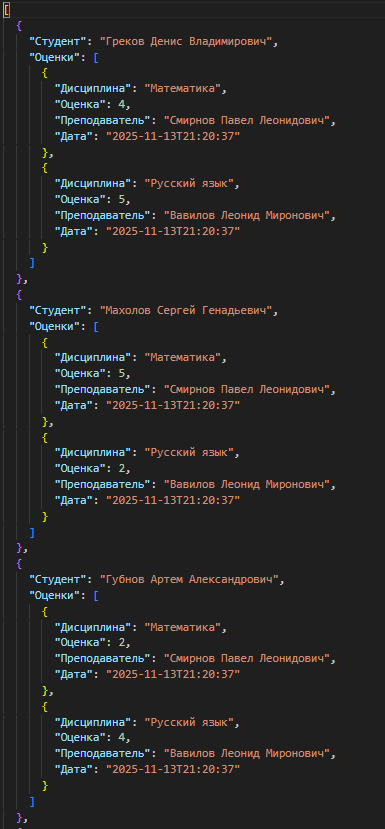 [
{
"Студент": "Греков Денис Владимирович",
"Оценки": [
{
"Дисциплина": "Математика",
"Оценка": 4,
"Преподаватель": "Смирнов Павел Леонидович",
"Дата": "2025-11-13T21:20:37"
},
{
"Дисциплина": "Русский язык",
"Оценка": 5,
"Преподаватель": "Вавилов Леонид Миронович",
"Дата": "2025-11-13T21:20:37"
}
]
},
{
"Студент": "Махолов Сергей Генадьевич",
"Оценки": [
{
"Дисциплина": "Математика",
"Оценка": 5,
"Преподаватель": "Смирнов Павел Леонидович",
"Дата": "2025-11-13T21:20:37"
},
{
"Дисциплина": "Русский язык",
"Оценка": 2,
"Преподаватель": "Вавилов Леонид Миронович",
"Дата": "2025-11-13T21:20:37"
}
]
},
{
"Студент": "Губнов Артем Александрович",
"Оценки": [
{
"Дисциплина": "Математика",
"Оценка": 2,
"Преподаватель": "Смирнов Павел Леонидович",
"Дата": "2025-11-13T21:20:37"
},
{
"Дисциплина": "Русский язык",
"Оценка": 4,
"Преподаватель": "Вавилов Леонид Миронович",
"Дата": "2025-11-13T21:20:37"
}
]
},